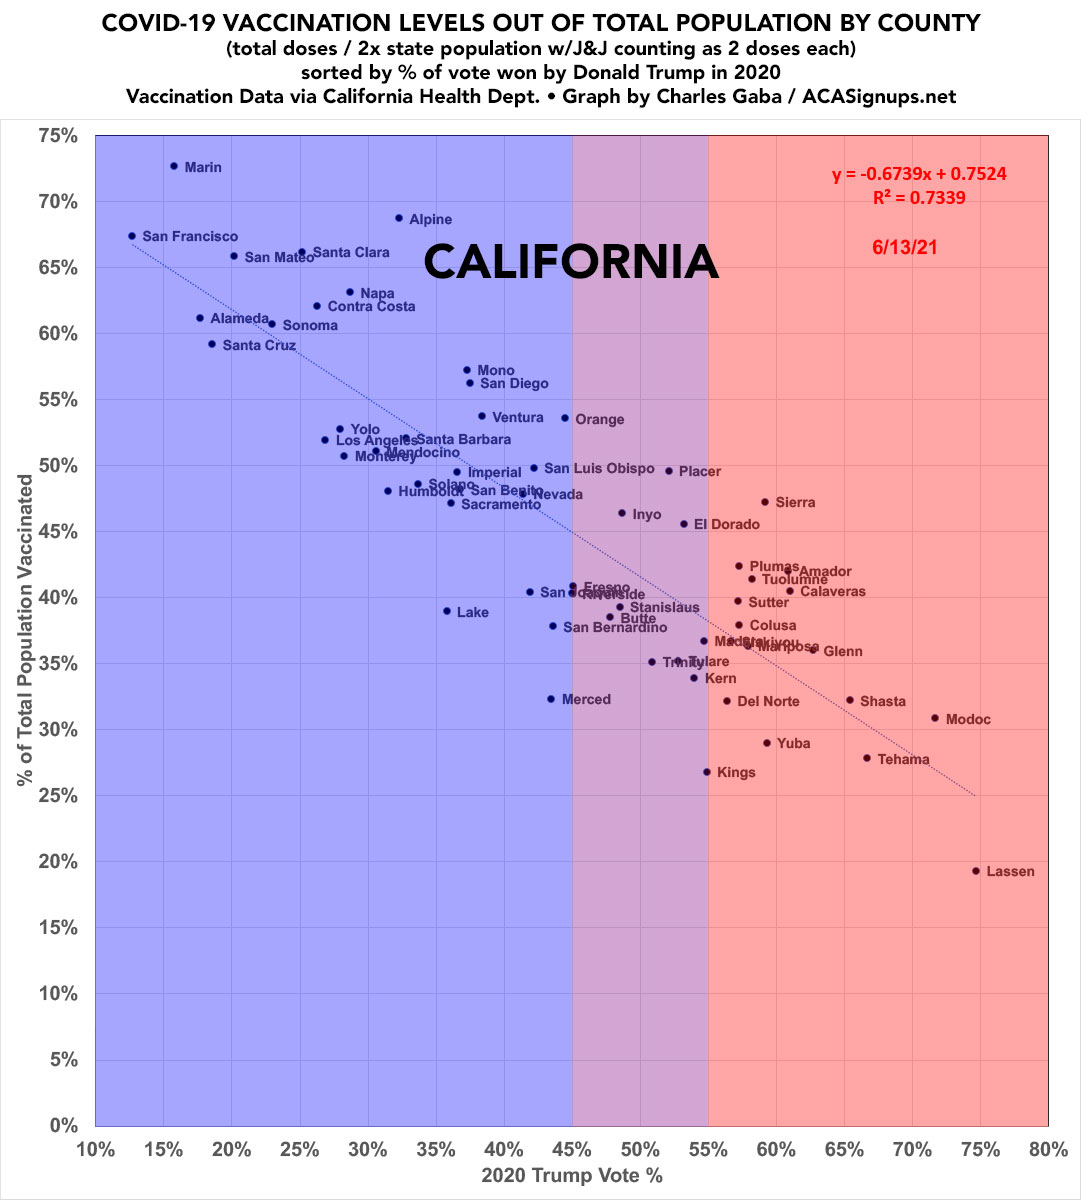 COVID-19 VACCINATION LEVELS OUT OF TOTAL POPULATION BY COUNTY
(total doses / 2x state population w/J&J counting as 2 doses each)
sorted by % of vote won by Donald Trump in 2020
Vaccination Data via California Health Dept. • Graph by Charles Gaba / ACASignups.net
75%
Marin
y = -0.6739x + 0.7524
R² = 0.7339
70%
Alpine
San Francisco
CALIFORNIA
6/13/21
San Mateo
Santa Clara
65%
Napa
Contra Costa
Alameda
Sonoma
60%
Santa Cruz
Mono
San Diego
55%
Ventura
Orange
Yolo
Los Angeles
Santa Barbara
Mendocino
Monterey
50%
Imperial
San Luis Obispo
Placer
Solano
Humboldt
San Benito
Nevada
Sacramento
Sierra
Inyo
El Dorado
45%
Plumas
Amador
Tuolumne
Calaveras
Fresno
San Joaquin
Riverside
40%
Lake
Stanislaus
Sutter
Butte
San Bernardino
Colusa
Madera
Siskiyou
Mariposa
Glenn
35%
Trinity
Tulare
Kern
Merced
Del Norte
Shasta
Modoc
30%
Yuba
Tehama
Kings
25%
20%
Lassen
15%
10%
5%
0%
% of Total Population Vaccinated
10% 15% 20% 25% 30% 35% 40% 45% 50% 55% 60% 65% 70% 75% 80%
2020 Trump Vote %